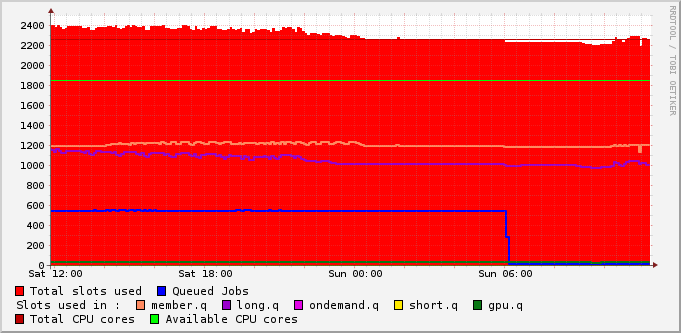 RRDTOOL / TOBI OETIKER
2400
2200
2000
1800
1600
1400
1200
1000
800
600
400
200
0
Sat 12:00 Sat 18:00 Sun 00:00 Sun 06:00
Total slots used Queued Jobs
Slots used in : member.q long.q ondemand.q short.q gpu.q
Total CPU cores Available CPU cores